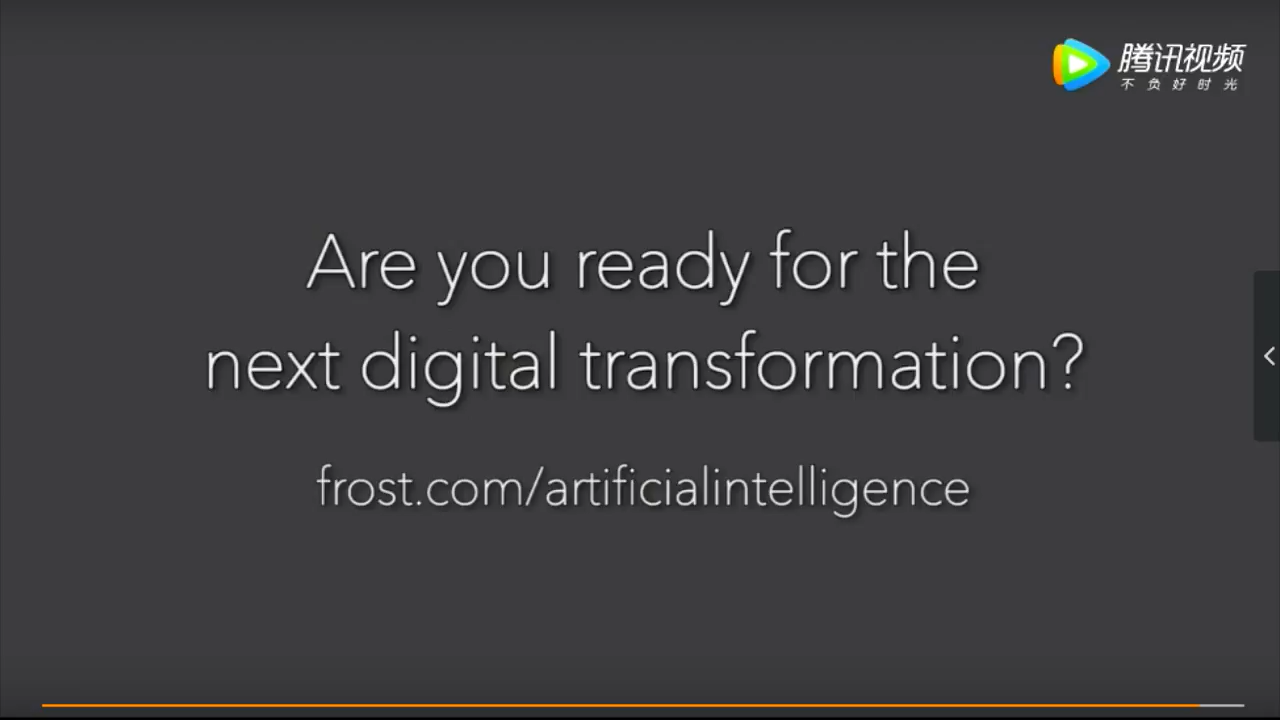 腾讯视频
不负好时光
Are you ready for the
next digital transformation?
frost.com/artificialintelligence